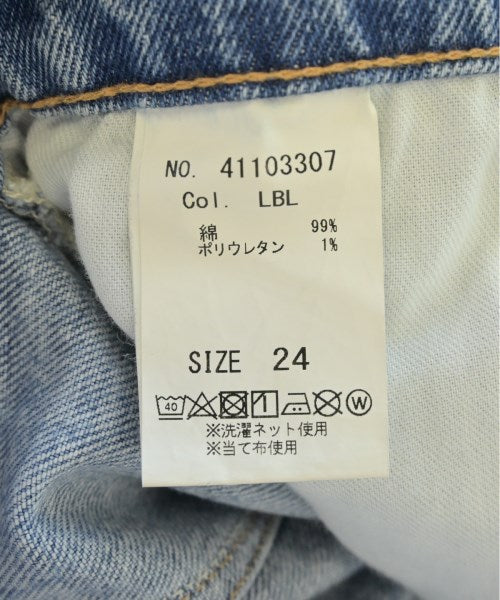 NO. 41103307
Col. LBL
綿 99%
ポリウレタン 1%
SIZE 24
40 W
※洗濯ネット使用
※当て布使用